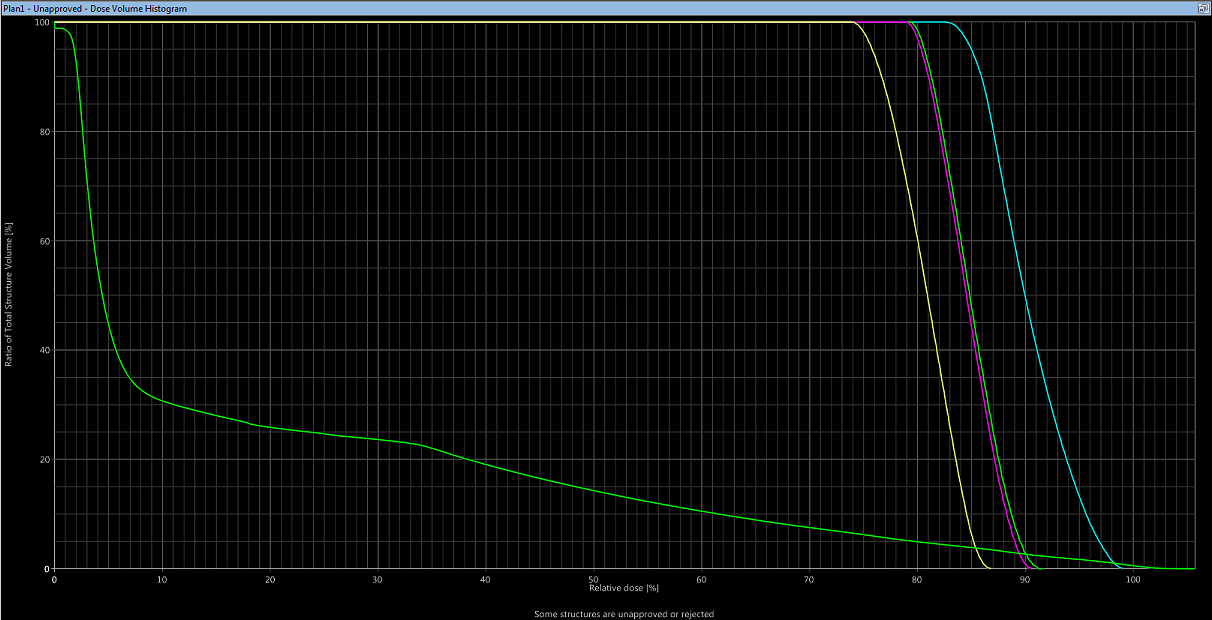 Plan1 - Unapproved - Dose Volume Histogram
Ratio of Total Structure Volume [%]
100
80
60
40
20
0
0 10 20 30 40 50 60 70 80 90 100
Relative dose [%]
Some structures are unapproved or rejected